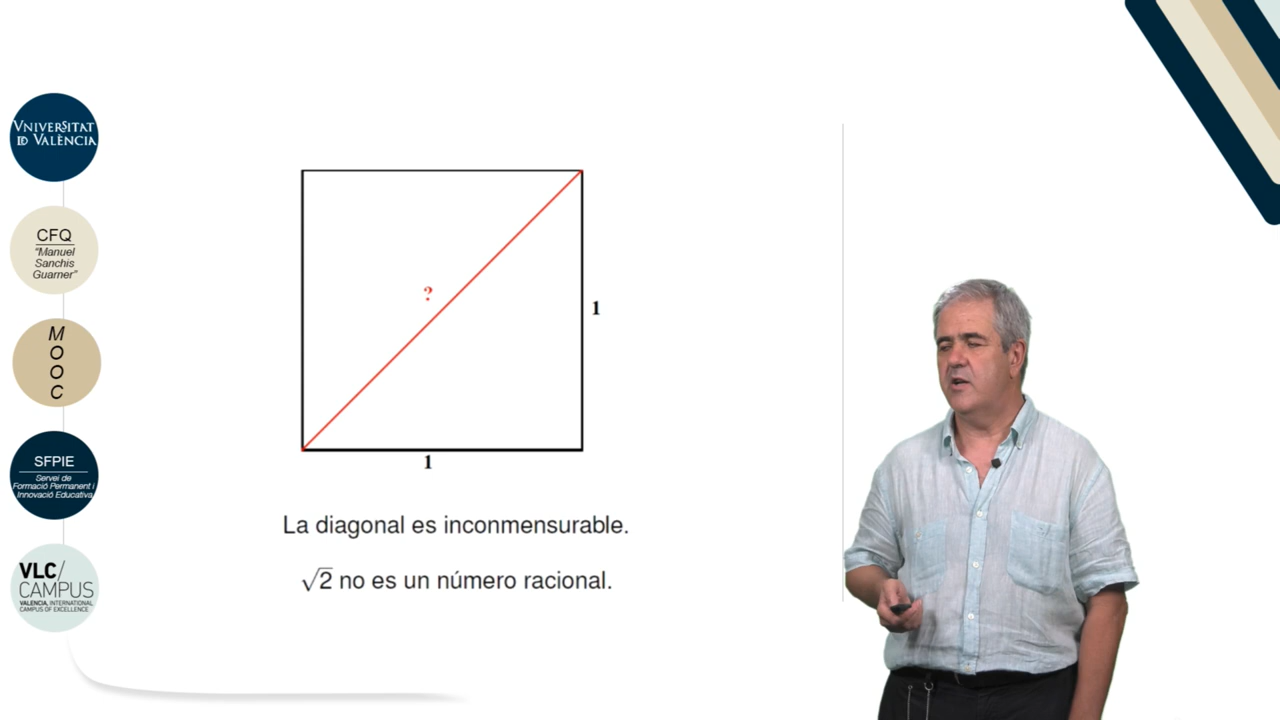 VNIVERSITAT
ID VALÈNCIA
CFQ
"Manuel
Sanchis
Guarner"
M
O
O
C
SFPIE
Servei de
Formació Permanent i
Innovació Educativa
VLC/
CAMPUS
VALENCIA, INTERNATIONAL
CAMPUS OF EXCELLENCE
?
1
1
La diagonal es inconmensurable.
√2 no es un número racional.